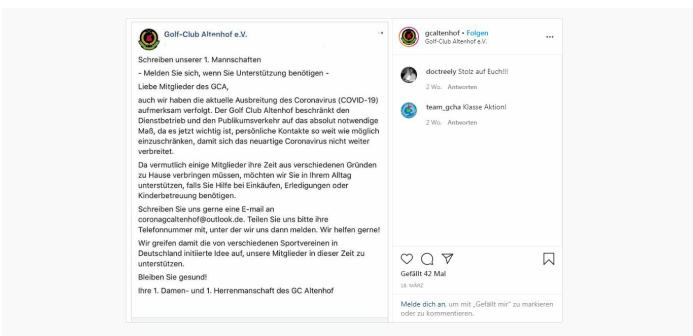 Golf-Club Altenhof e.V.
Schreiben unserer 1. Mannschaften
- Melden Sie sich, wenn Sie Unterstützung benötigen -
Liebe Mitglieder des GCA,
auch wir haben die aktuelle Ausbreitung des Coronavirus (COVID-19)
aufmerksam verfolgt. Der Golf Club Altenhof beschränkt den
Dienstbetrieb und den Publikumsverkehr auf das absolut notwendige
Maß, da es jetzt wichtig ist, persönliche Kontakte so weit wie möglich
einzuschränken, damit sich das neuartige Coronavirus nicht weiter
verbreitet.
Da vermutlich einige Mitglieder ihre Zeit aus verschiedenen Gründen
zu Hause verbringen müssen, möchten wir Sie in Ihrem Alltag
unterstützen, falls Sie Hilfe bei Einkäufen, Erledigungen oder
Kinderbetreuung benötigen.
Schreiben Sie uns gerne eine E-mail an
coronagcaltenhof@outlook.de. Teilen Sie uns bitte ihre
Telefonnummer mit, unter der wir uns dann melden. Wir helfen gerne!
Wir greifen damit die von verschiedenen Sportvereinen in
Deutschland initiierte Idee auf, unsere Mitglieder in dieser Zeit zu
unterstützen.
Bleiben Sie gesund!
Ihre 1. Damen- und 1. Herrenmanschaft des GC Altenhof
gcaltenhof • Folgen
Golf-Club Altenhof e.V.
doctreely Stolz auf Euch!!!
2 Wo. Antworten
team_gcha Klasse Aktion!
2 Wo. Antworten
Gefällt 42 Mal
18. MÄRZ
Melde dich an, um mit „Gefällt mir" zu markieren
oder zu kommentieren.